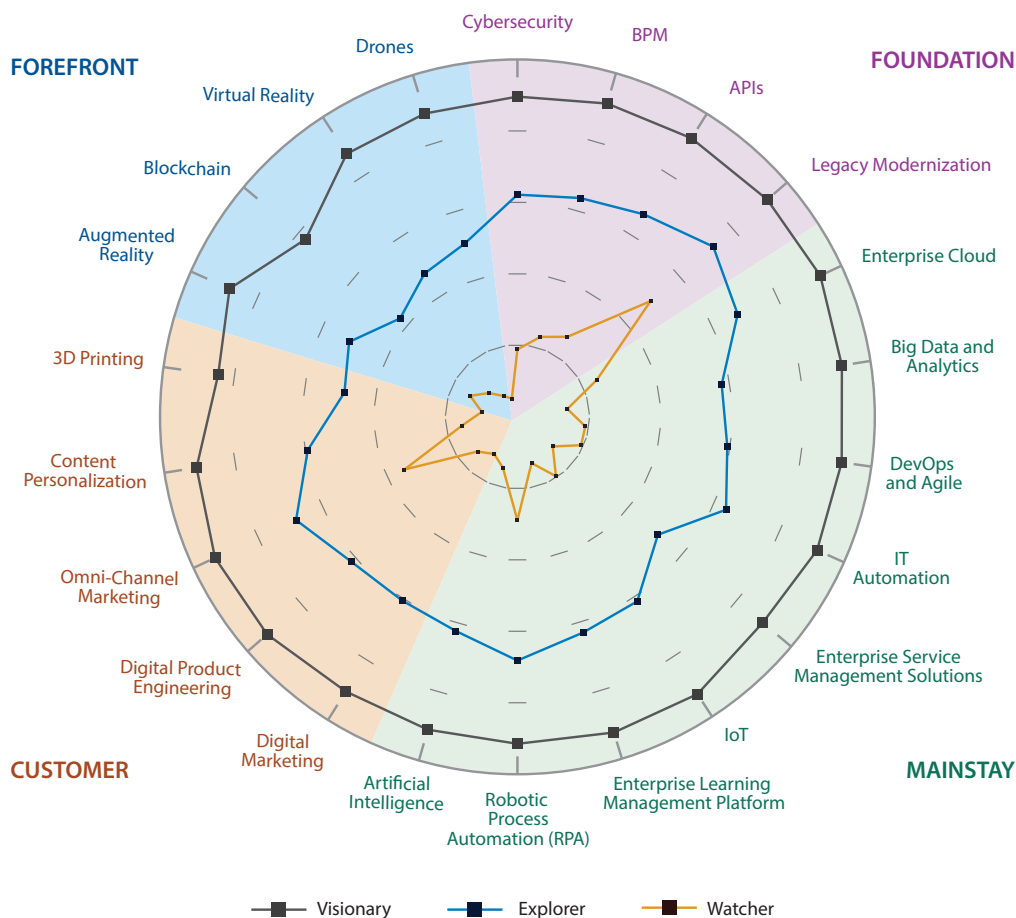 Cybersecurity
Drones
BPM
FOREFRONT
FOUNDATION
Virtual Reality
APIs
Blockchain
Legacy Modernization
Augmented
Reality
Enterprise Cloud
3D Printing
Big Data and
Analytics
Content
Personalization
DevOps
and Agile
Omni-Channel
Marketing
IT
Automation
Digital Product
Engineering
Enterprise Service
Management Solutions
Digital
Marketing
IoT
CUSTOMER
MAINSTAY
Artificial
Intelligence
Robotic
Process
Automation (RPA)
Enterprise Learning
Management Platform
Visionary
Explorer
Watcher